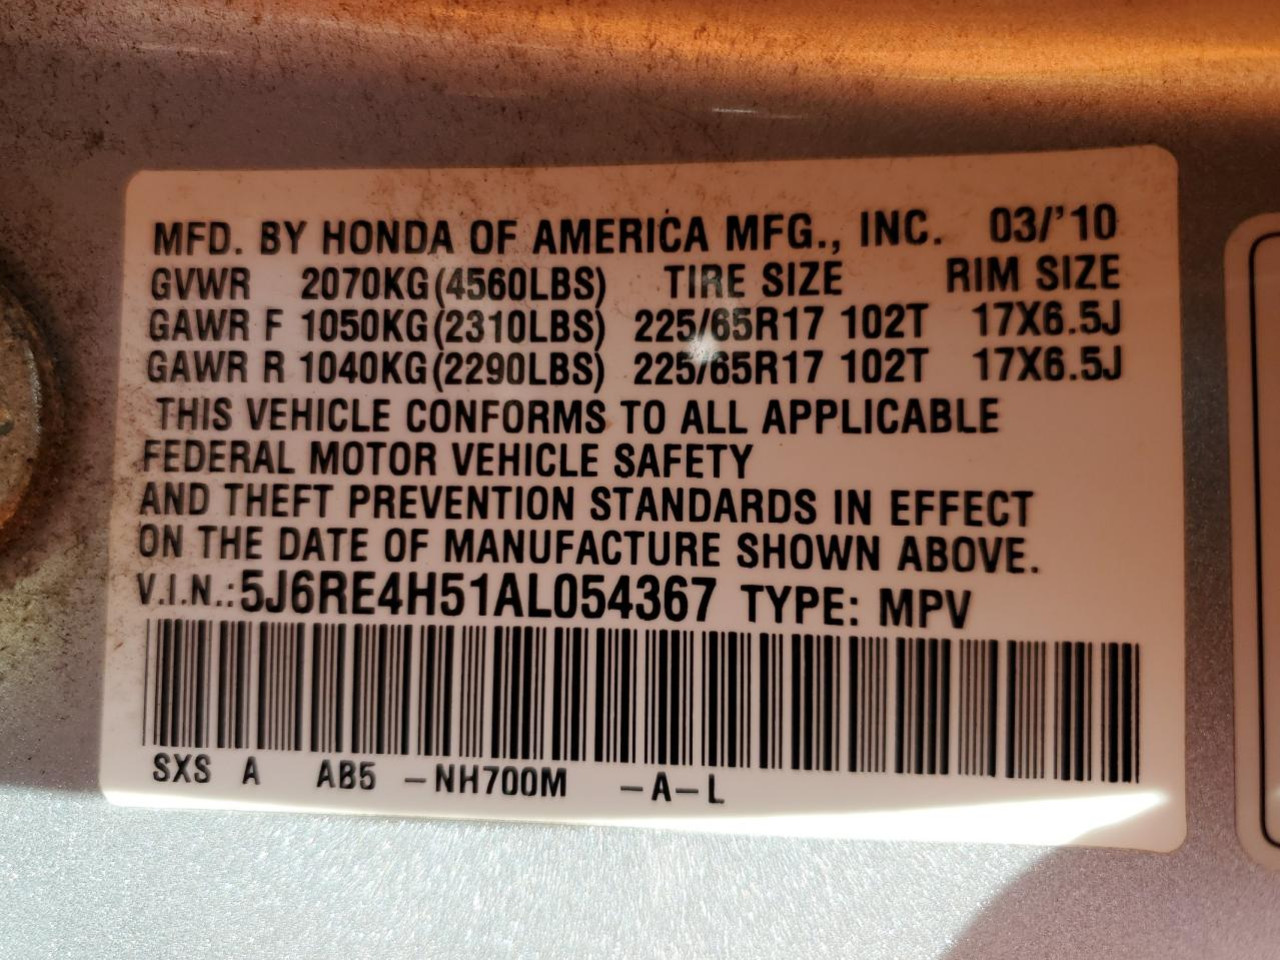 MFD. BY HONDA OF AMERICA MFG., INC. 03/'10
GVWR 2070KG(4560LBS) TIRE SIZE RIM SIZE
GAWR F 1050KG(2310LBS) 225/65R17 102T 17X6.5J
GAWR R 1040KG(2290LBS) 225/65R17 102T 17X6.5J
THIS VEHICLE CONFORMS TO ALL APPLICABLE
FEDERAL MOTOR VEHICLE SAFETY
AND THEFT PREVENTION STANDARDS IN EFFECT
ON THE DATE OF MANUFACTURE SHOWN ABOVE.
V.I.N.:5J6RE4H51AL054367 TYPE: MPV
SXS A AB5 -NH700M -A-L